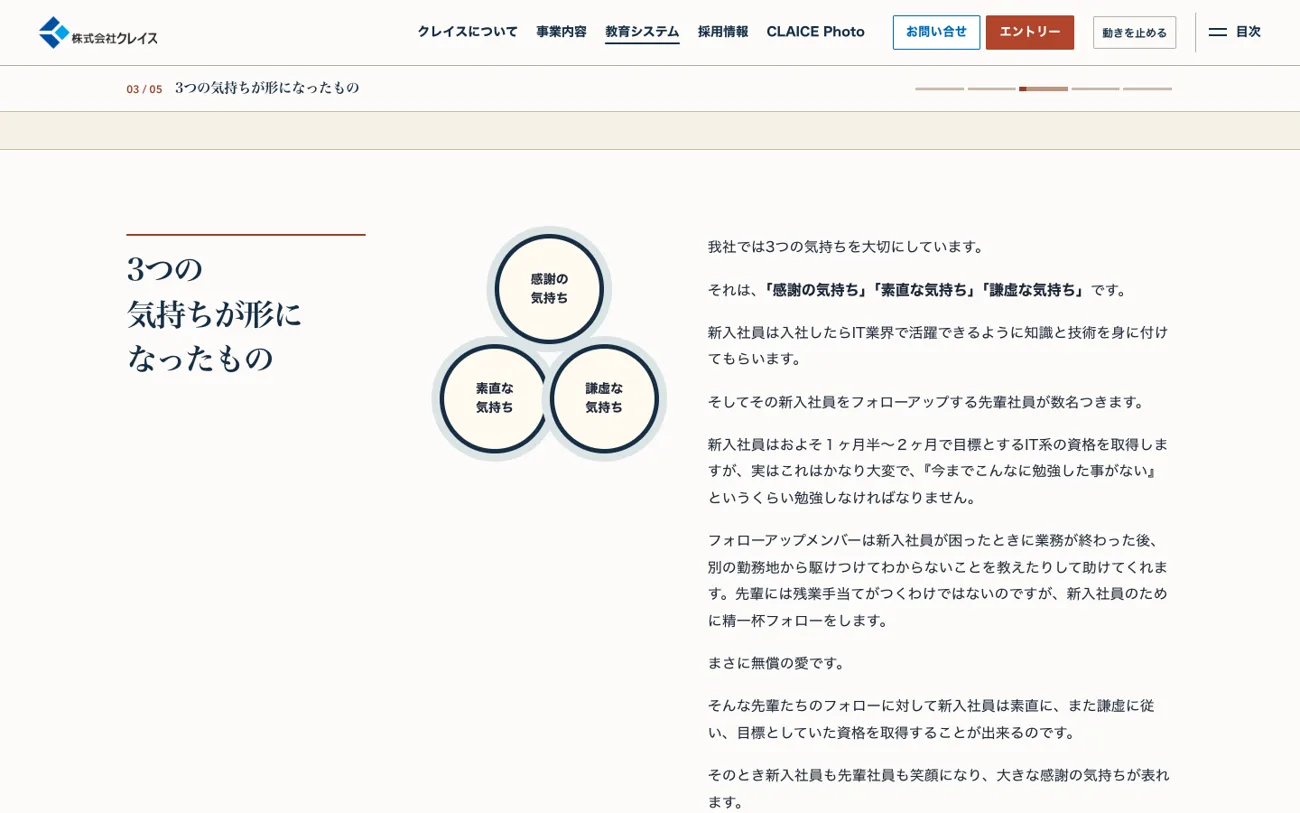 株式会社クレイス
クレイスについて
事業内容
教育システム
採用情報
CLAICE Photo
お問い合せ
エントリー
動きを止める
目次
03 / 05 3つの気持ちが形になったもの
3つの
気持ちが形に
なったもの
感謝の
気持ち
素直な
気持ち
謙虚な
気持ち
我社では3つの気持ちを大切にしています。
それは、「感謝の気持ち」「素直な気持ち」「謙虚な気持ち」です。
新入社員は入社したらIT業界で活躍できるように知識と技術を身に付け
てもらいます。
そしてその新入社員をフォローアップする先輩社員が数名つきます。
新入社員はおよそ１ヶ月半〜２ヶ月で目標とするIT系の資格を取得しま
すが、実はこれはかなり大変で、『今までこんなに勉強した事がない』
というくらい勉強しなければなりません。
フォローアップメンバーは新入社員が困ったときに業務が終わった後、
別の勤務地から駆けつけてわからないことを教えたりして助けてくれま
す。先輩には残業手当てがつくわけではないのですが、新入社員のため
に精一杯フォローをします。
まさに無償の愛です。
そんな先輩たちのフォローに対して新入社員は素直に、また謙虚に従
い、目標としていた資格を取得することが出来るのです。
そのとき新入社員も先輩社員も笑顔になり、大きな感謝の気持ちが表れ
ます。